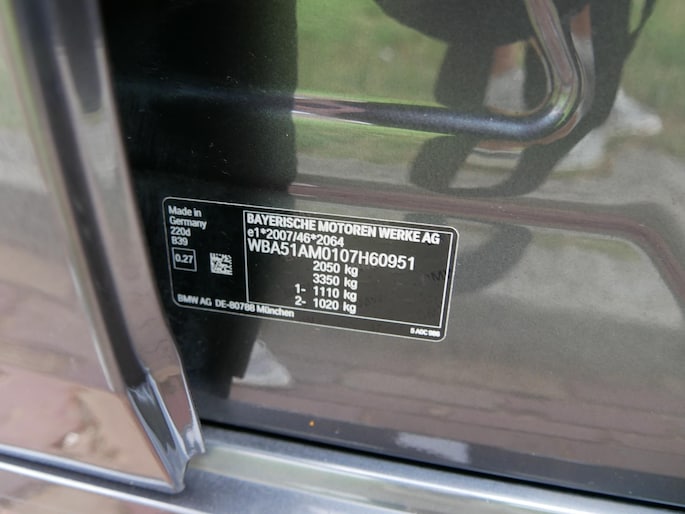 Made in
Germany
220d
B39
0.27
BAYERISCHE MOTOREN WERKE AG
e1*2007/46*2064
WBA51AM0107H60951
2050 kg
3350 kg
1- 1110 kg
2- 1020 kg
BMW AG DE-80788 München